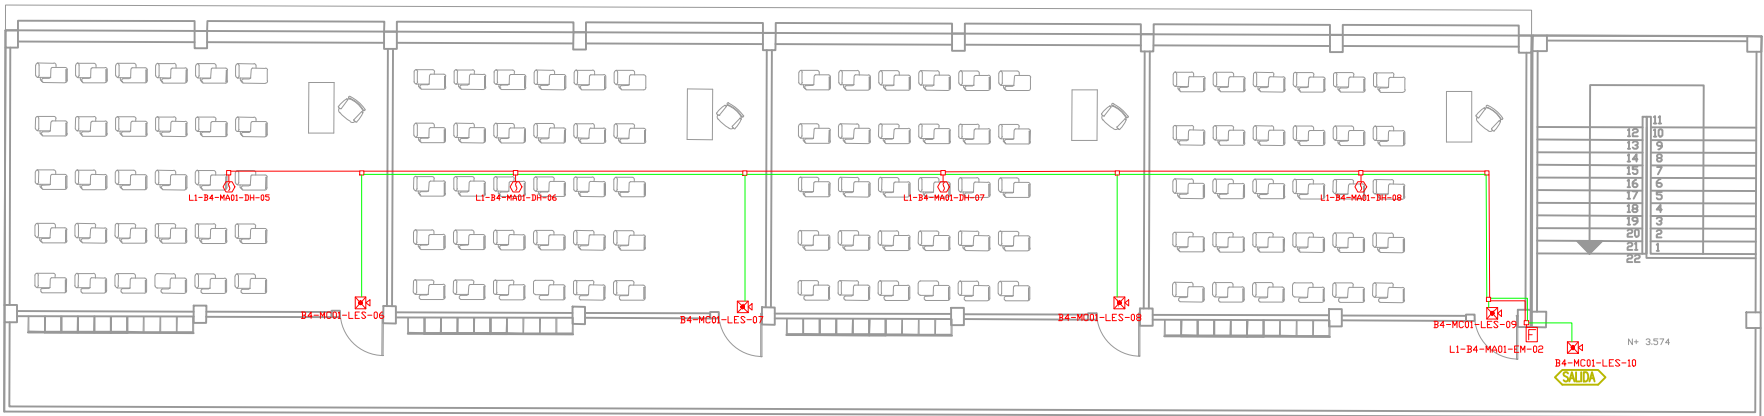 11
12 10
13 9
14 8
15 7
16 6
17 5
18 4
19 3
20 2
21 1
22
L1-B4-MA01-DH-05
L1-B4-MA01-DH-06
L1-B4-MA01-DH-07
L1-B4-MA01-DH-08
B4-MC01-LES-06
B4-MC01-LES-07
B4-MC01-LES-08
B4-MC01-LES-09
F
N+ 3.574
L1-B4-MA01-EM-02
B4-MC01-LES-10
SALIDA